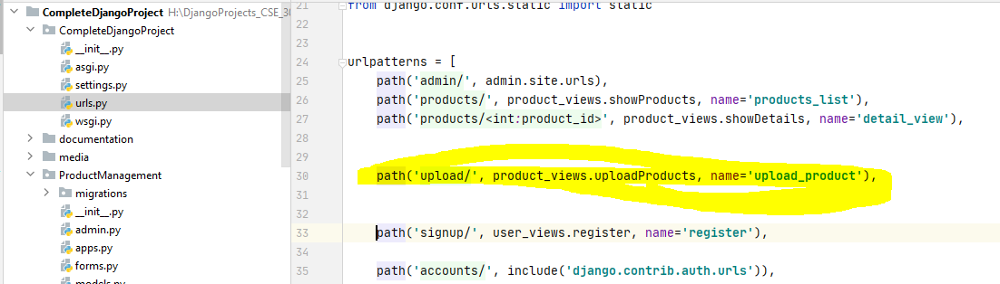 CompleteDjangoProject H:\DjangoProjects_CSE_30
CompleteDjangoProject
__init__.py
asgi.py
settings.py
urls.py
wsgi.py
documentation
media
ProductManagement
migrations
__init__.py
admin.py
apps.py
forms.py
models.py
21 from django.conf.urls.static import static
22
23
24 urlpatterns = [
25 path('admin/', admin.site.urls),
26 path('products/', product_views.showProducts, name='products_list'),
27 path('products/<int:product_id>', product_views.showDetails, name='detail_view'),
28
29
30 path('upload/', product_views.uploadProducts, name='upload_product'),
31
32
33 path('signup/', user_views.register, name='register'),
34
35 path('accounts/', include('django.contrib.auth.urls')),